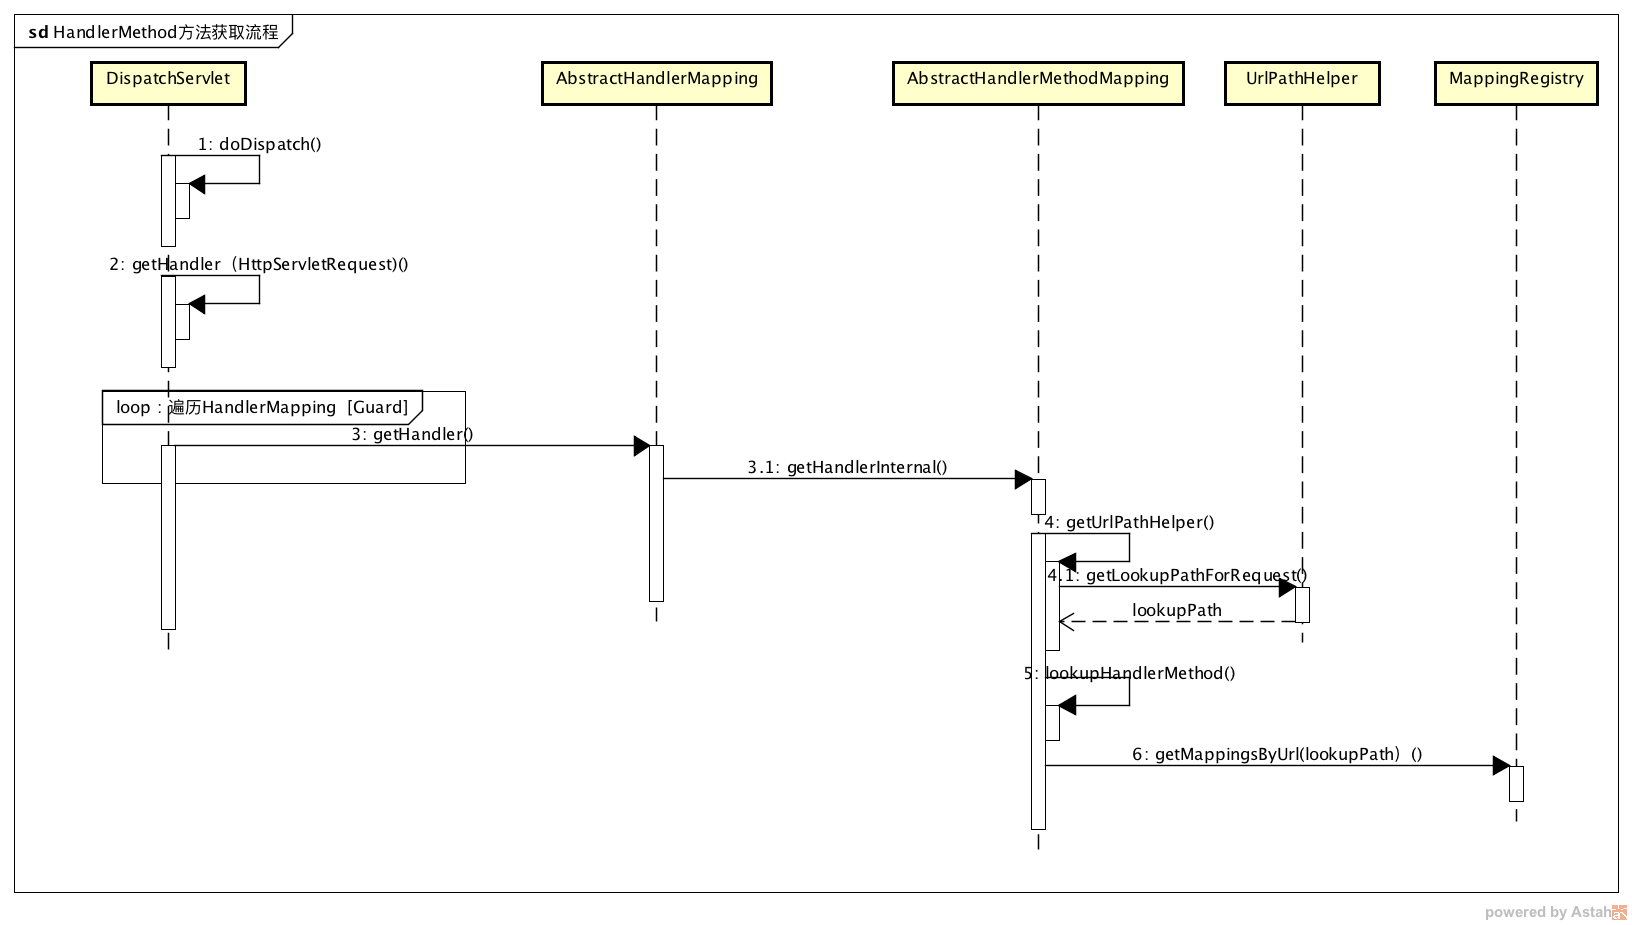 sd HandlerMethod方法获取流程
DispatchServlet
AbstractHandlerMapping
AbstractHandlerMethodMapping
UrlPathHelper
MappingRegistry
1: doDispatch()
2: getHandler（HttpServletRequest)()
loop : 遍历HandlerMapping [Guard]
3: getHandler()
3.1: getHandlerInternal()
4: getUrlPathHelper()
4.1: getLookupPathForRequest()
lookupPath
5: lookupHandlerMethod()
6: getMappingsByUrl(lookupPath）()
powered by Astah